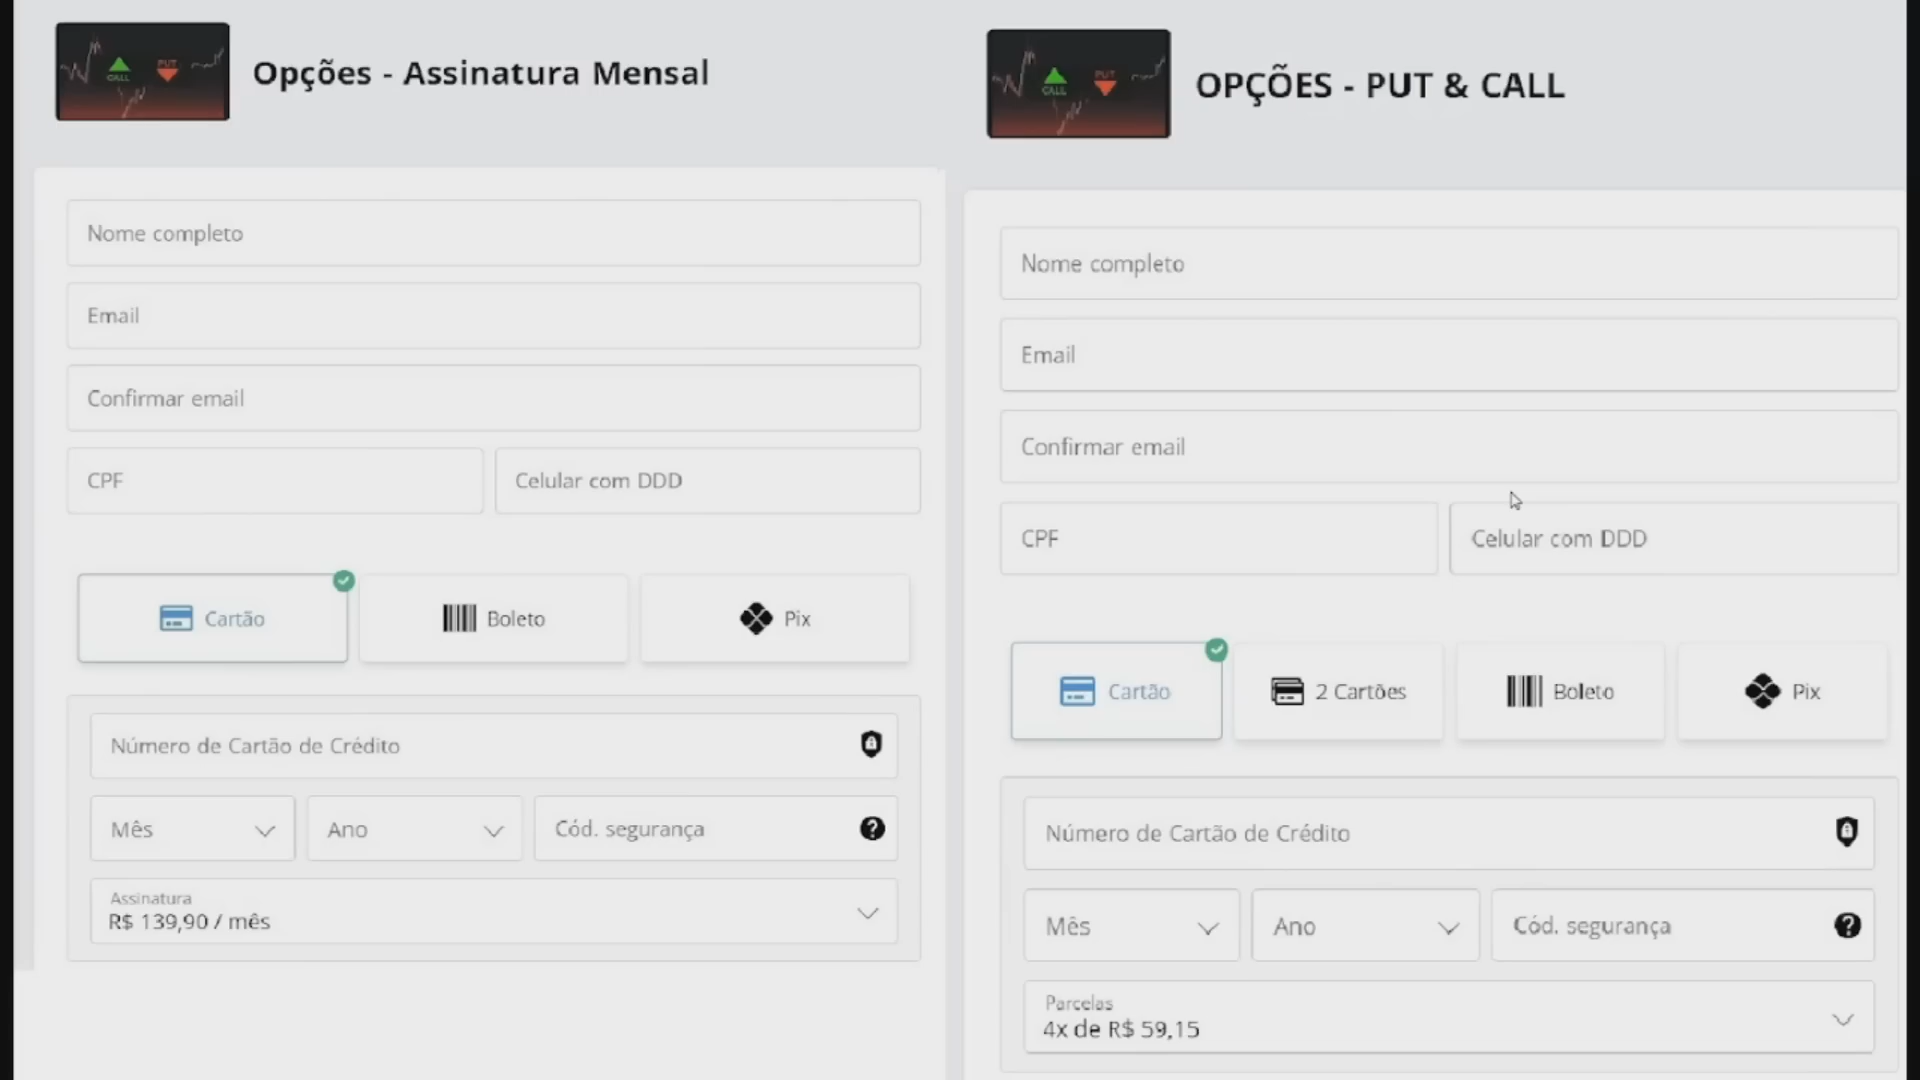 CALL
PUT
Opções - Assinatura Mensal
Nome completo
Email
Confirmar email
CPF
Celular com DDD
Cartão
Boleto
Pix
Número de Cartão de Crédito
Mês
Ano
Cód. segurança
Assinatura
R$ 139,90 / mês
CALL
PUT
OPÇÕES - PUT & CALL
Nome completo
Email
Confirmar email
CPF
Celular com DDD
Cartão
2 Cartões
Boleto
Pix
Número de Cartão de Crédito
Mês
Ano
Cód. segurança
Parcelas
4x de R$ 59,15